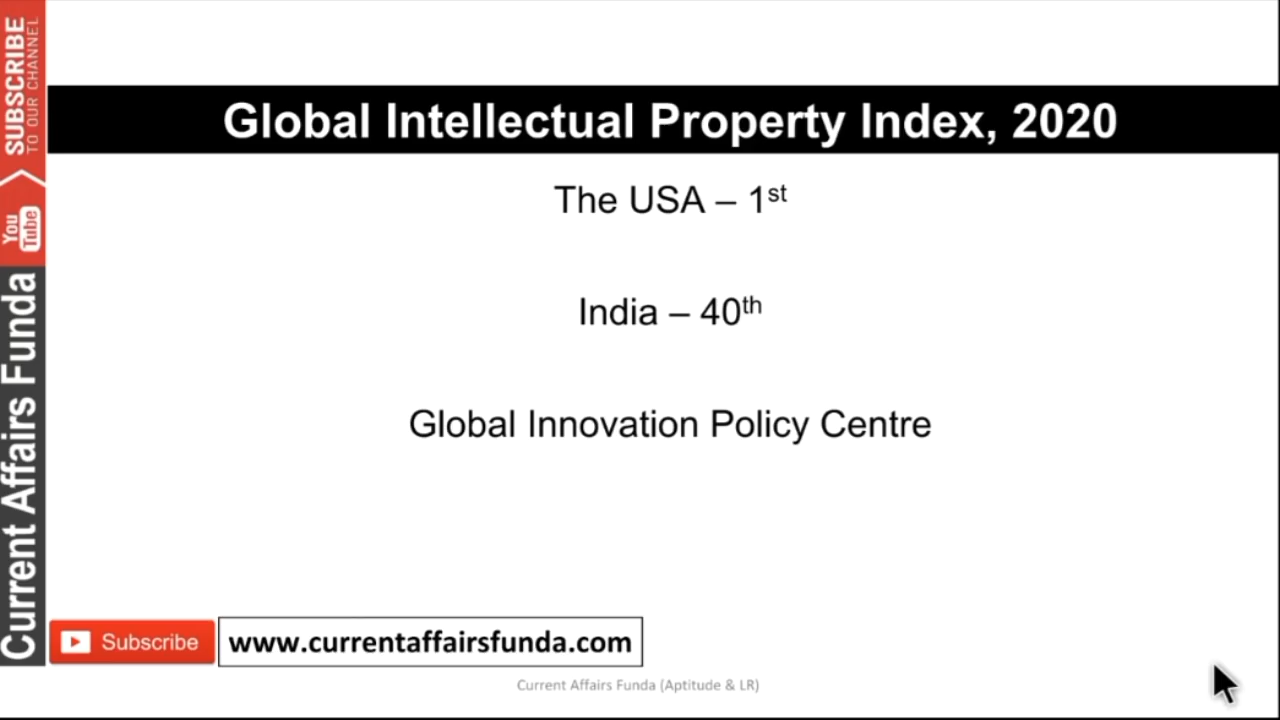 SUBSCRIBE
TO OUR CHANNEL
You
Tube
Current Affairs Funda
Global Intellectual Property Index, 2020
The USA – 1st
India – 40th
Global Innovation Policy Centre
Subscribe
www.currentaffairsfunda.com
Current Affairs Funda (Aptitude & LR)